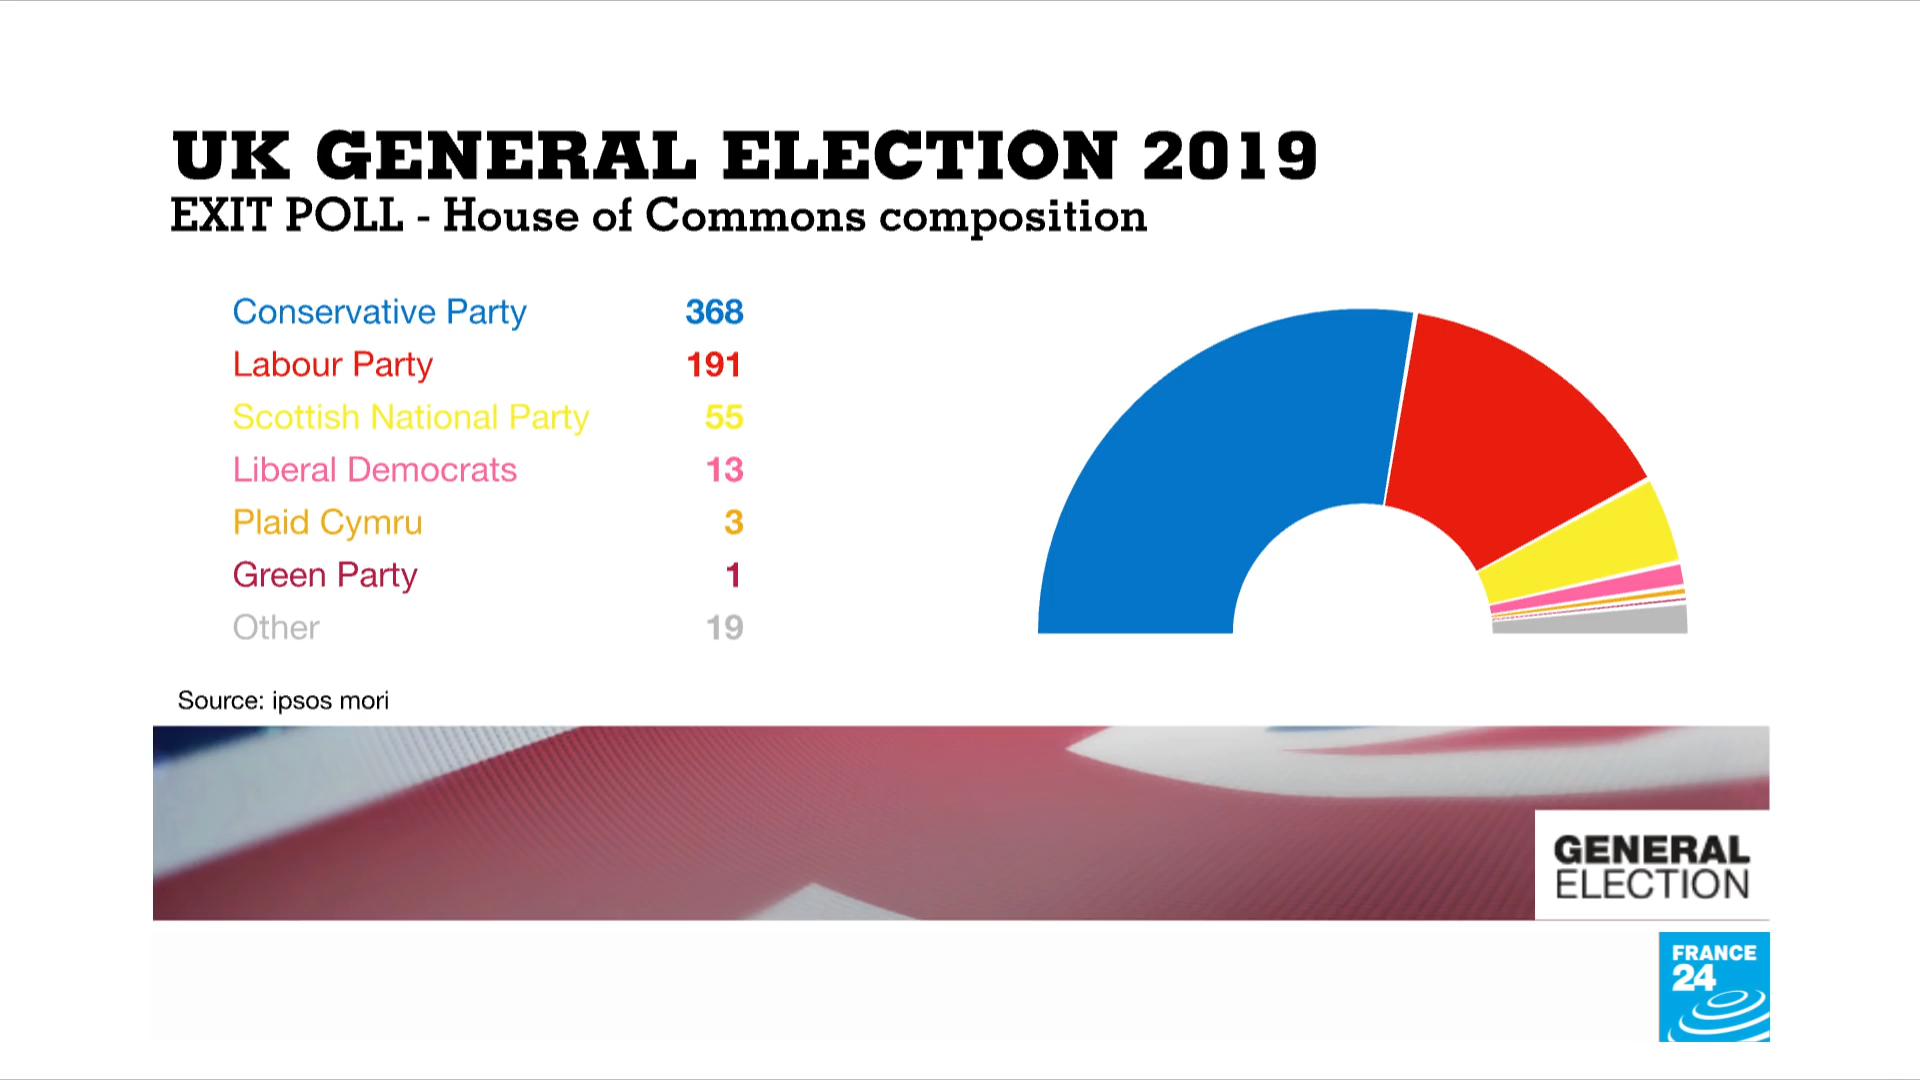 UK GENERAL ELECTION 2019
EXIT POLL - House of Commons composition
Conservative Party 368
Labour Party 191
Scottish National Party 55
Liberal Democrats 13
Plaid Cymru 3
Green Party 1
Other 19
Source: ipsos mori
GENERAL
ELECTION
FRANCE
24